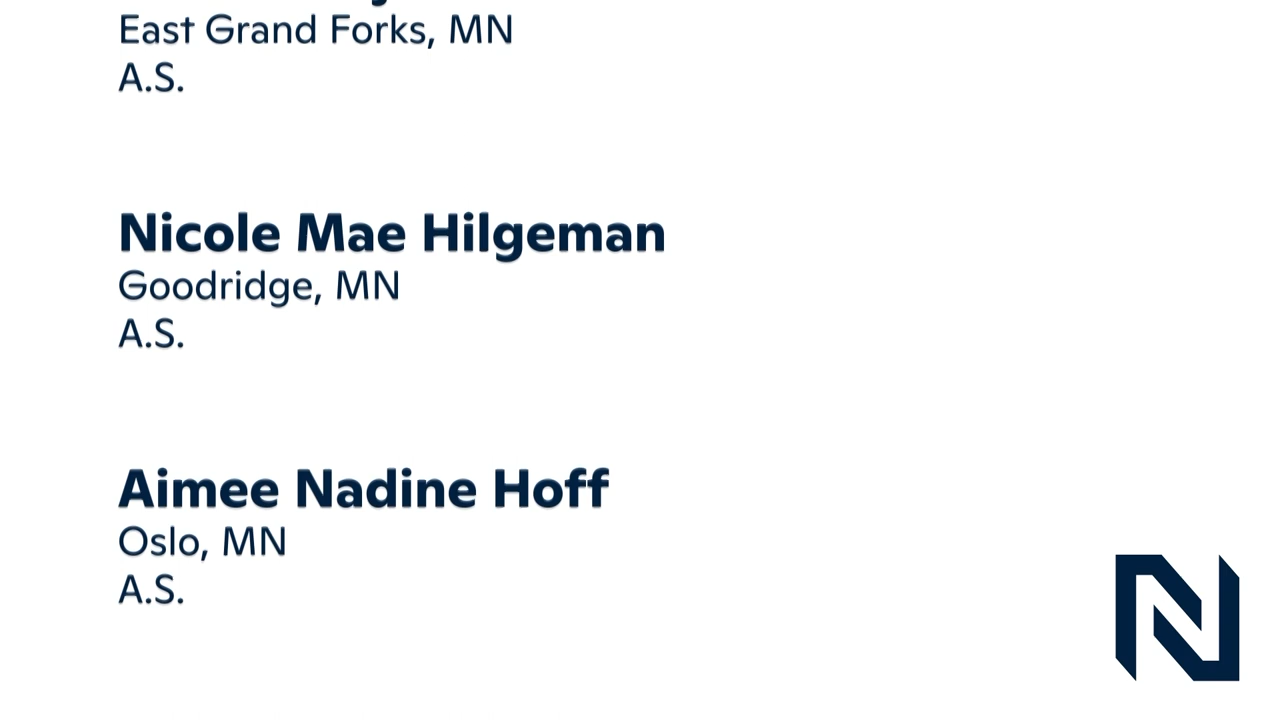 East Grand Forks, MN
A.S.
Nicole Mae Hilgeman
Goodridge, MN
A.S.
Aimee Nadine Hoff
Oslo, MN
A.S.
N